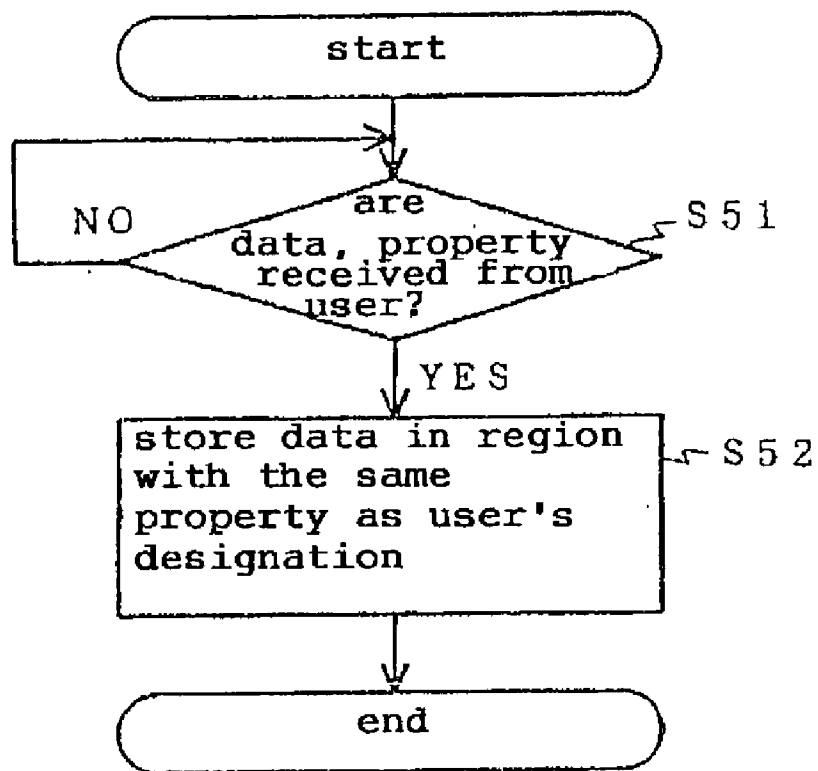 start
NO
are
data, property
received from
user?
S51
YES
store data in region
with the same
property as user's
designation
S52
end